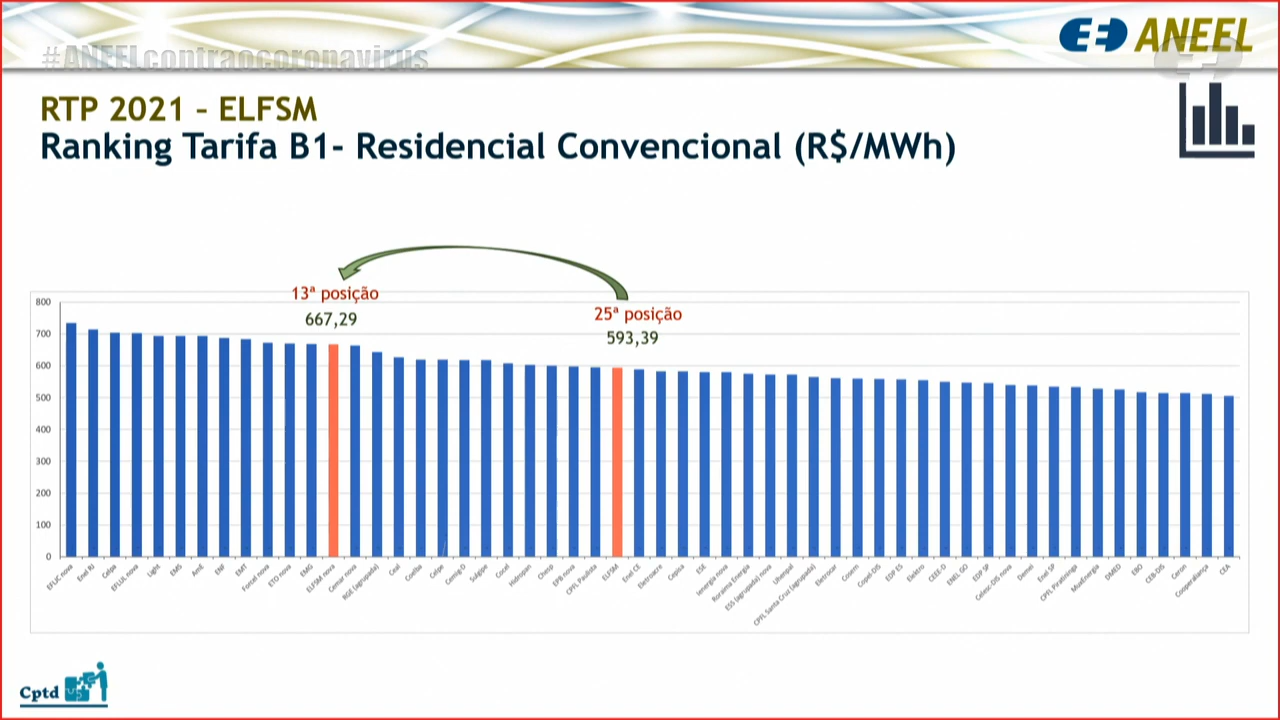 #ANEELcontraocoronavirus
ANEEL
RTP 2021 – ELFSM
Ranking Tarifa B1- Residencial Convencional (R$/MWh)
13ª posição
667,29
25ª posição
593,39
800
700
600
500
400
300
200
100
0
EFLJC nova
Enel RJ
Celpa
EFLUL nova
Light
EMS
AmE
ENF
EMT
Forcel nova
ETO nova
EMG
ELFSM nova
Cemar nova
RGE (agrupada)
Ceal
Coelba
Celpe
Cemig-D
Sulgipe
Cocel
Hidropan
Chesp
EPB nova
CPFL Paulista
ELFSM
Enel CE
Eletroacre
Cepisa
ESE
Ienergia nova
Roraima Energia
ESS (agrupada) nova
Uhenpal
CPFL Santa Cruz (agrupada)
Eletrocar
Cosern
Copel-DIS
EDP ES
Elektro
CEEE-D
ENEL GO
EDP SP
Celesc-DIS nova
Demei
Enel SP
CPFL Piratininga
MuxEnergia
DMED
EBO
CEB-DIS
Ceron
Cooperaliança
CEA
Cptd